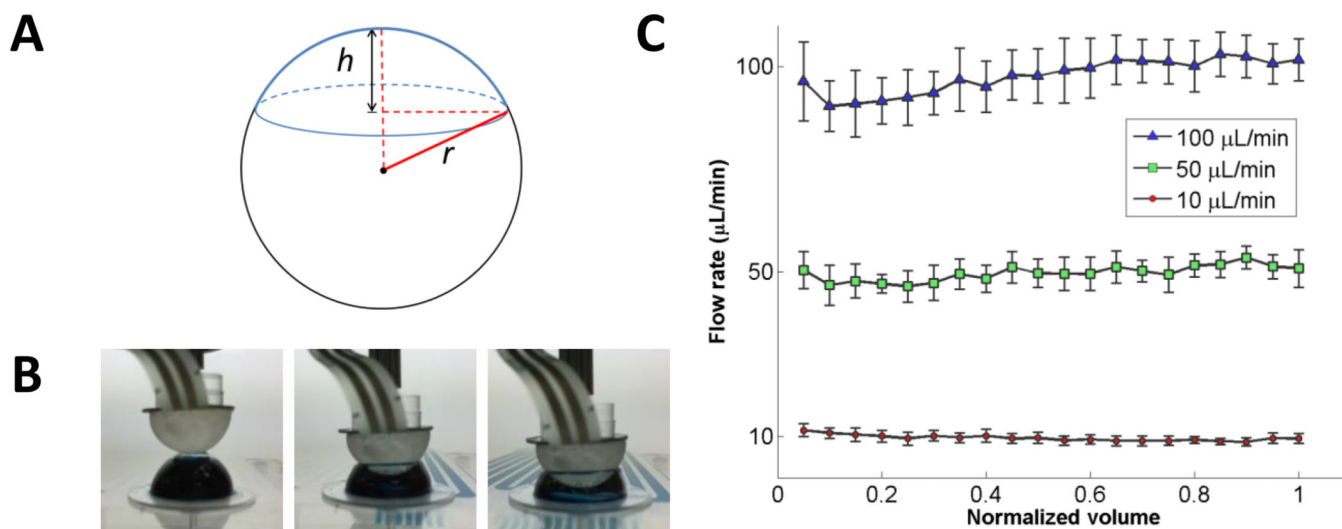 A
h
r
B
C
Flow rate (μL/min)
100
50
10
100 μL/min
50 μL/min
10 μL/min
0
0.2
0.4
0.6
0.8
1
Normalized volume